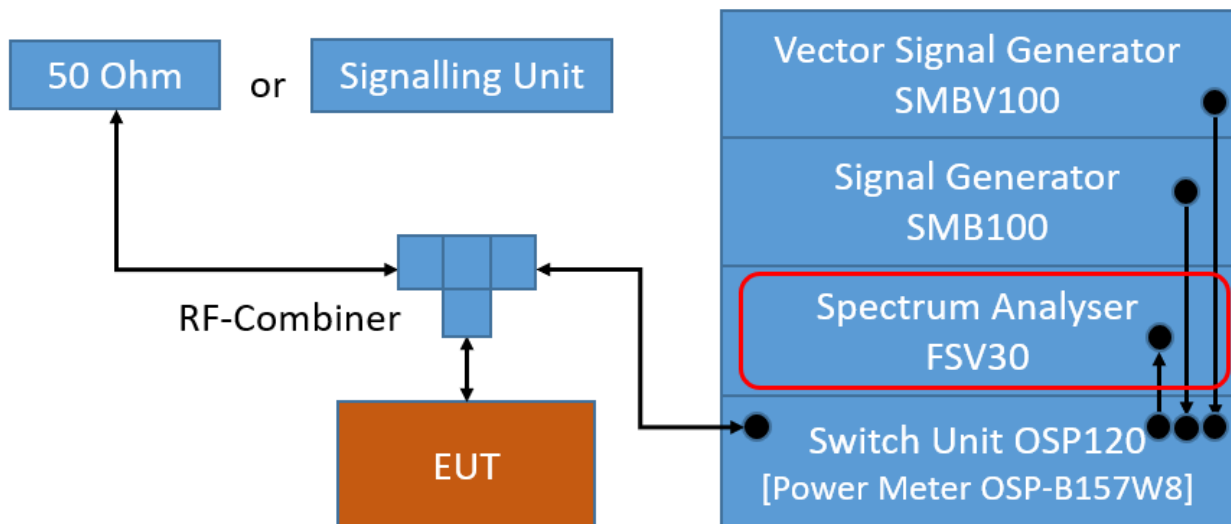 50 Ohm
or
Signalling Unit
RF-Combiner
EUT
Vector Signal Generator
SMBV100
Signal Generator
SMB100
Spectrum Analyser
FSV30
Switch Unit OSP120
[Power Meter OSP-B157W8]